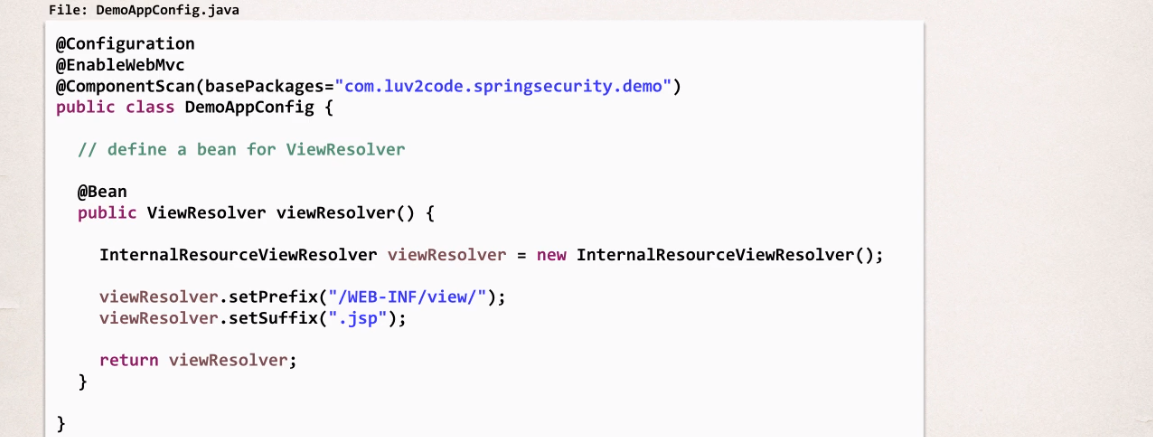 File: DemoAppConfig.java
@Configuration
@EnableWebMvc
@ComponentScan(basePackages="com.luv2code.springsecurity.demo")
public class DemoAppConfig {
// define a bean for ViewResolver
@Bean
public ViewResolver viewResolver() {
InternalResourceViewResolver viewResolver = new InternalResourceViewResolver();
viewResolver.setPrefix("/WEB-INF/view/");
viewResolver.setSuffix(".jsp");
return viewResolver;
}
}